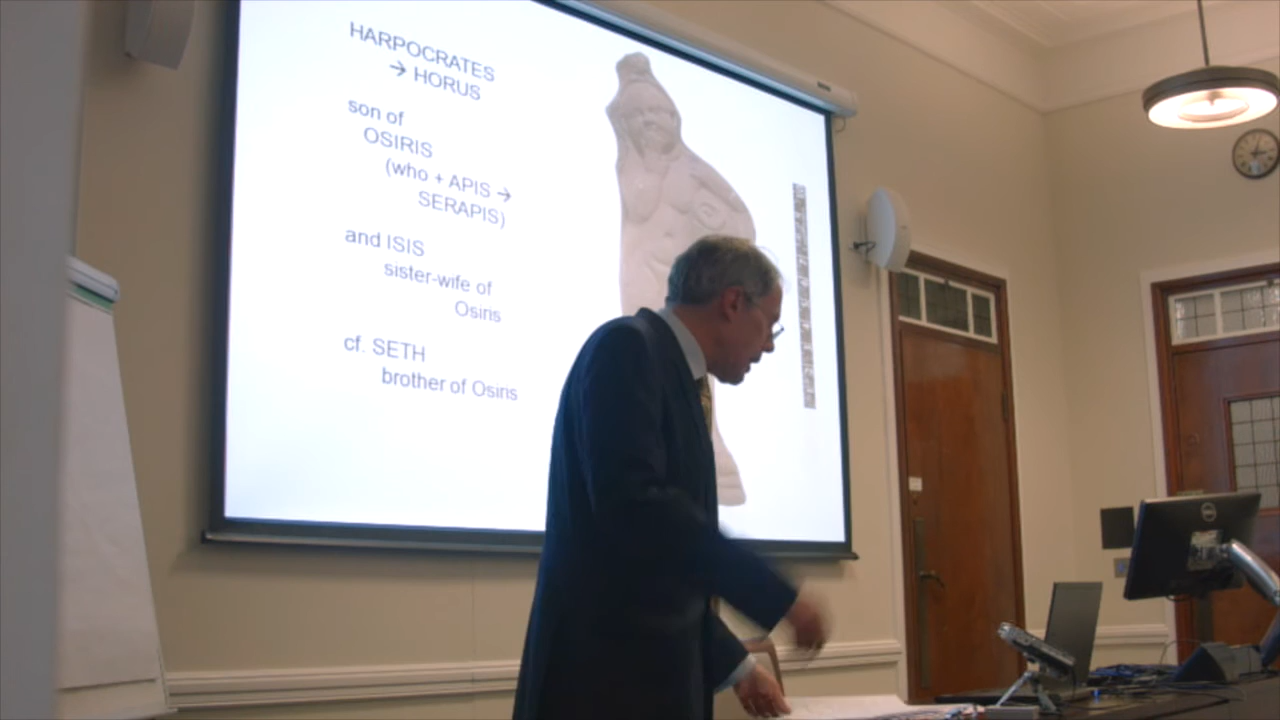 HARPOCRATES
→ HORUS
son of
OSIRIS
(who + APIS →
SERAPIS)
and ISIS
sister-wife of
Osiris
cf. SETH
brother of Osiris
DELL